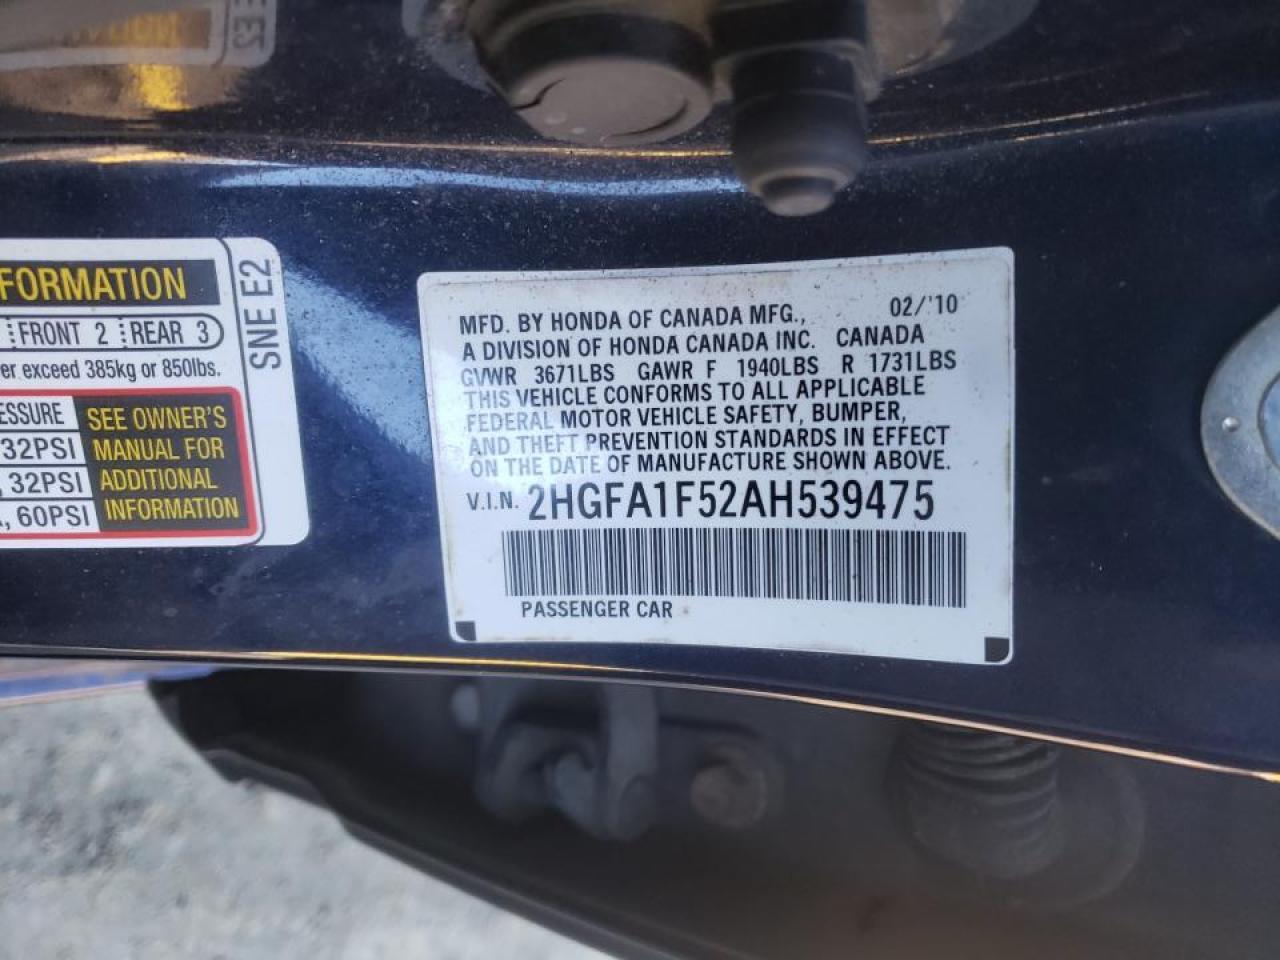 FORMATION
FRONT 2 REAR 3
er exceed 385kg or 850lbs.
ESSURE
32PSI
, 32PSI
, 60PSI
SEE OWNER'S
MANUAL FOR
ADDITIONAL
INFORMATION
SNE E2
MFD. BY HONDA OF CANADA MFG., 02/'10
A DIVISION OF HONDA CANADA INC. CANADA
GVWR 3671LBS GAWR F 1940LBS R 1731LBS
THIS VEHICLE CONFORMS TO ALL APPLICABLE
FEDERAL MOTOR VEHICLE SAFETY, BUMPER,
AND THEFT PREVENTION STANDARDS IN EFFECT
ON THE DATE OF MANUFACTURE SHOWN ABOVE.
V.I.N. 2HGFA1F52AH539475
PASSENGER CAR